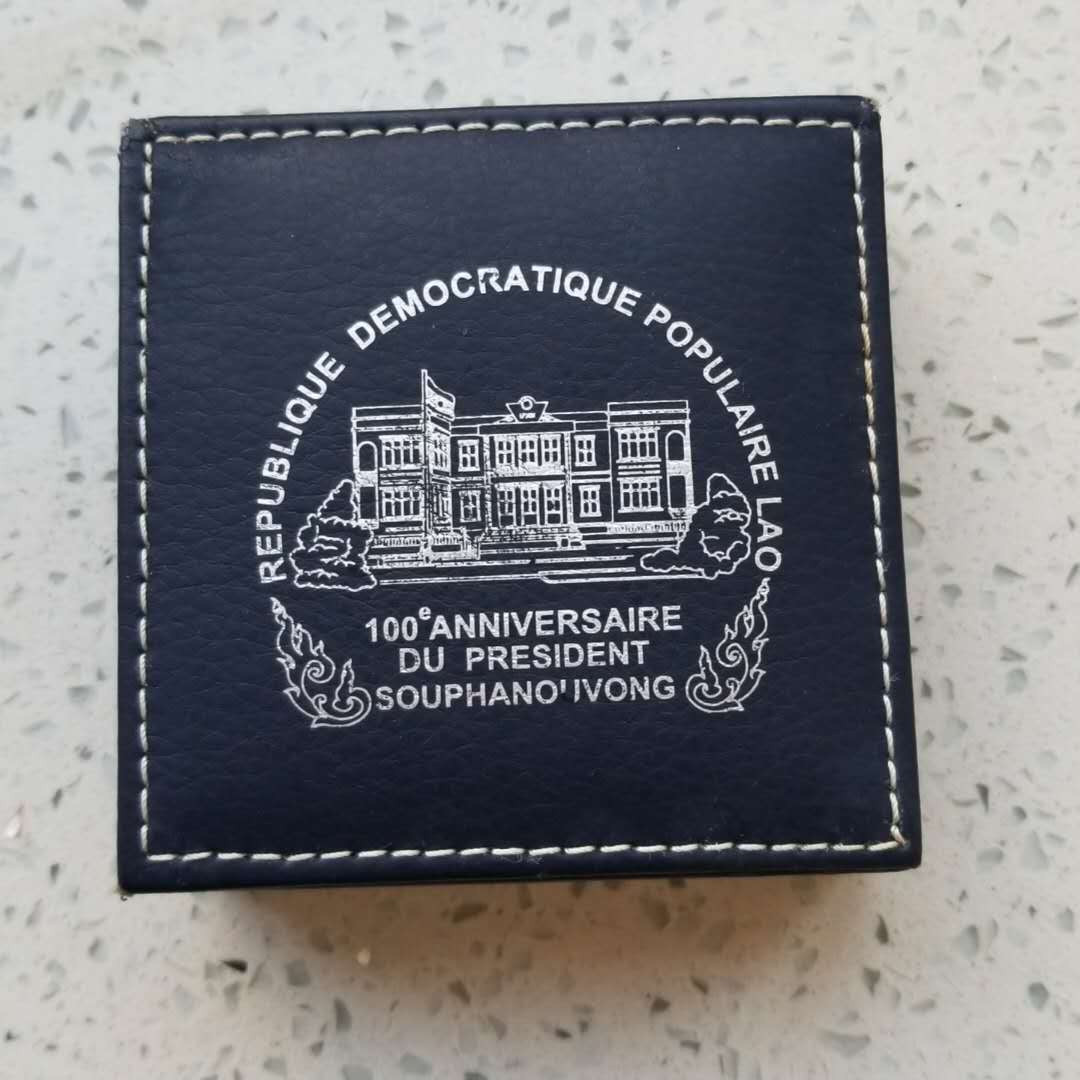 REPUBLIQUE DEMOCRATIQUE POPULAIRE LAO
100e ANNIVERSAIRE
DU PRESIDENT
SOUPHANOUVONG